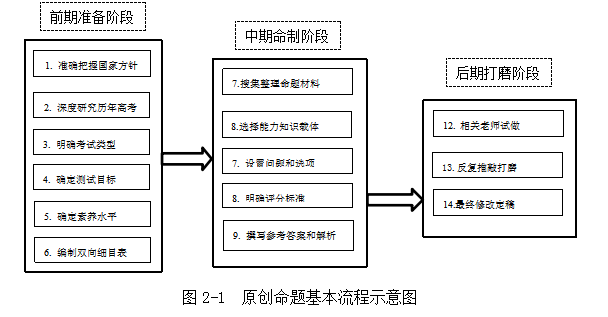 前期准备阶段
1. 准确把握国家方针
2. 深度研究历年高考
3. 明确考试类型
4. 确定测试目标
5. 确定素养水平
6. 编制双向细目表
中期命制阶段
7.搜集整理命题材料
8.选择能力知识载体
7. 设置问题和选项
8. 明确评分标准
9. 撰写参考答案和解析
后期打磨阶段
12. 相关老师试做
13. 反复推敲打磨
14.最终修改定稿
图 2-1 原创命题基本流程示意图